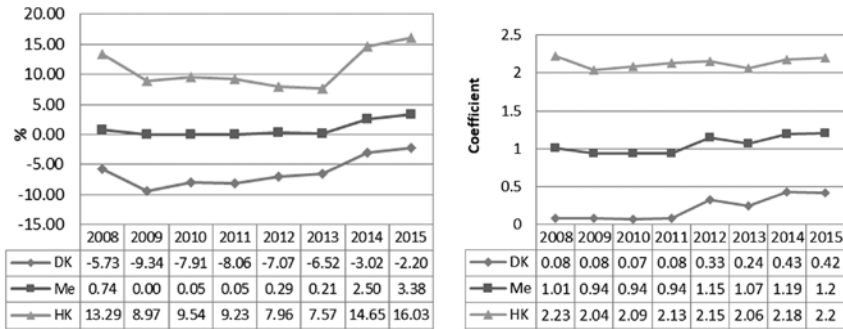 20.00
15.00
10.00
5.00
0.00
-5.00
-10.00
-15.00
%
2008 2009 2010 2011 2012 2013 2014 2015
DK -5.73 -9.34 -7.91 -8.06 -7.07 -6.52 -3.02 -2.20
Me 0.74 0.00 0.05 0.05 0.29 0.21 2.50 3.38
HK 13.29 8.97 9.54 9.23 7.96 7.57 14.65 16.03
2.5
2
1.5
1
0.5
0
Coefficient
2008 2009 2010 2011 2012 2013 2014 2015
DK 0.08 0.08 0.07 0.08 0.33 0.24 0.43 0.42
Me 1.01 0.94 0.94 0.94 1.15 1.07 1.19 1.2
HK 2.23 2.04 2.09 2.13 2.15 2.06 2.18 2.2